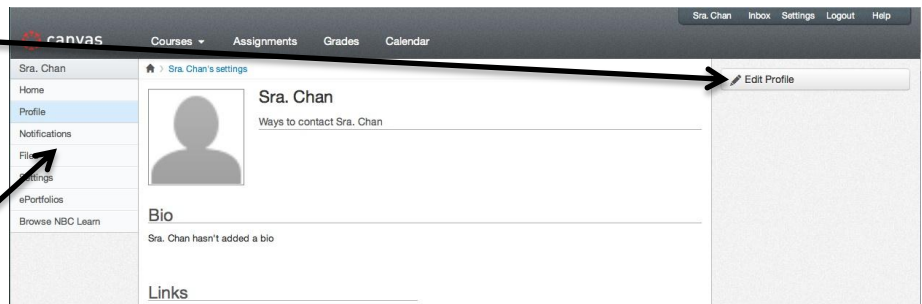 Sra. Chan Inbox Settings Logout Help
canvas Courses Assignments Grades Calendar
Sra. Chan
Home
Profile
Notifications
Settings
ePortfolios
Browse NBC Learn
Sra. Chan's settings
Sra. Chan
Ways to contact Sra. Chan
Bio
Sra. Chan hasn't added a bio
Links
Edit Profile